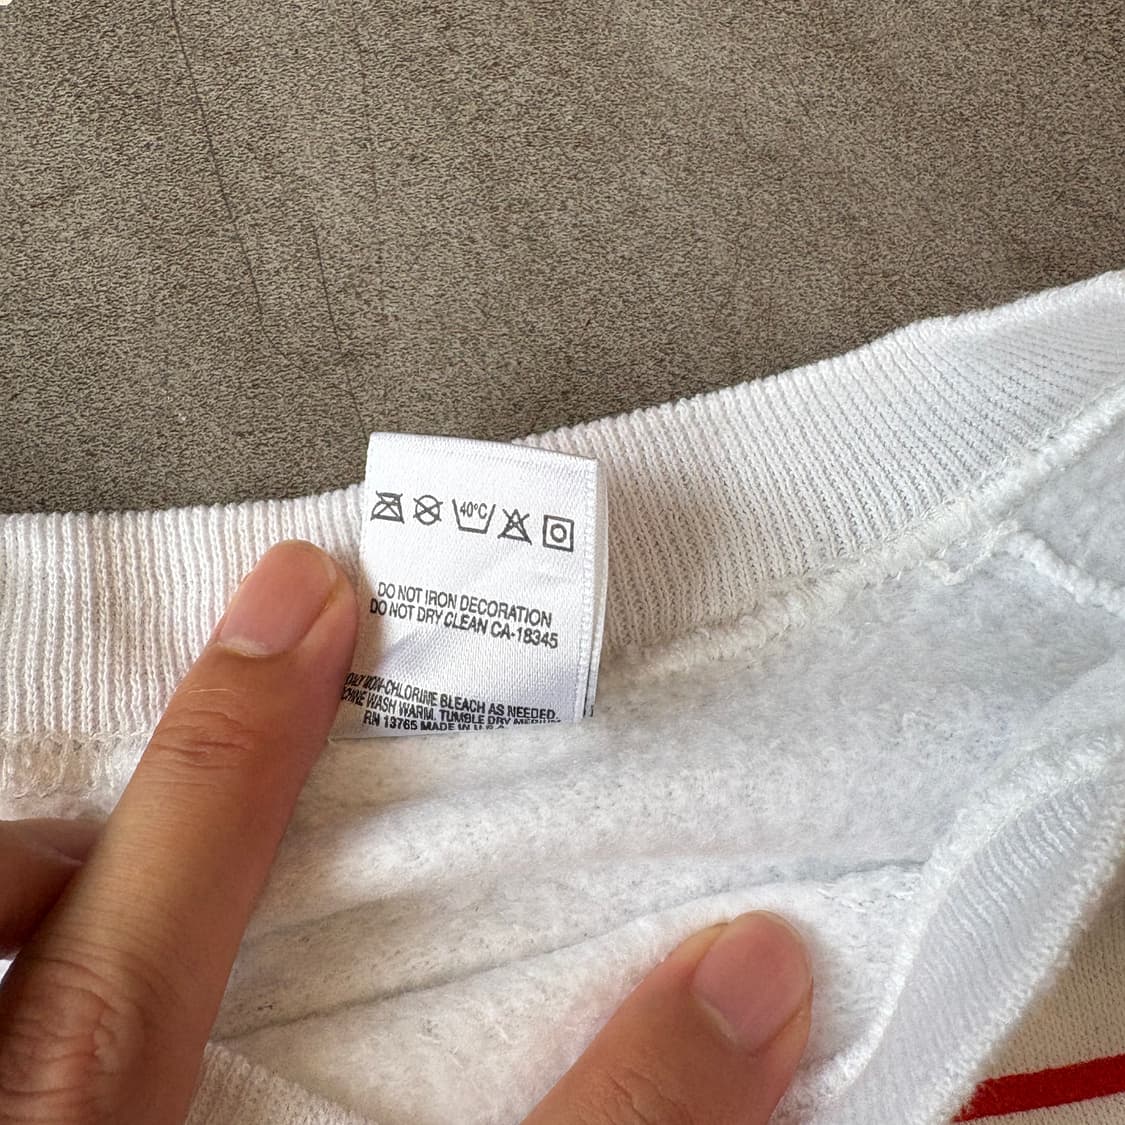 40°C
DO NOT IRON DECORATION
DO NOT DRY CLEAN CA-18345
NON-CHLORINE BLEACH AS NEEDED.
WASH WARM. TUMBLE DRY MEDIUM
RN 13765 MADE IN U.S.A.